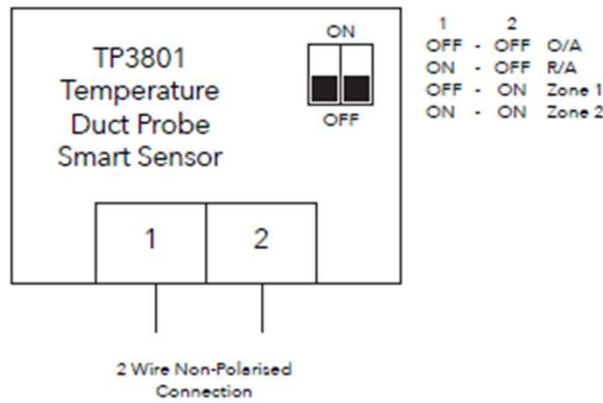 TP3801
Temperature
Duct Probe
Smart Sensor
ON
OFF
1 2
OFF - OFF O/A
ON - OFF R/A
OFF - ON Zone 1
ON - ON Zone 2
1 2
2 Wire Non-Polarised
Connection